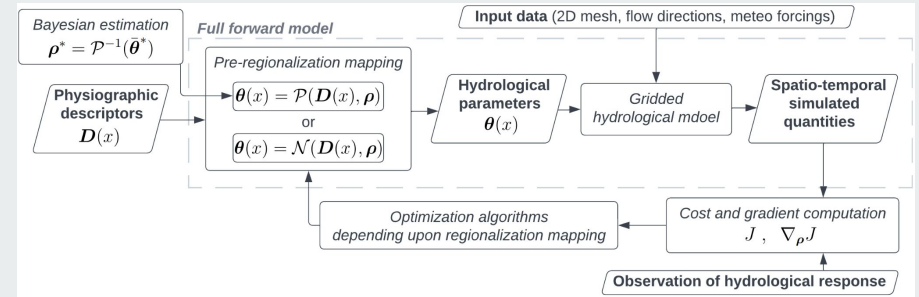 Input data (2D mesh, flow directions, meteo forcings)
Bayesian estimation
ρ* = 𝒫⁻¹(θ̄*)
Full forward model
Pre-regionalization mapping
θ(x) = 𝒫(D(x), ρ)
or
θ(x) = 𝒩(D(x), ρ)
Physiographic
descriptors
D(x)
Hydrological
parameters
θ(x)
Gridded
hydrological mdoel
Spatio-temporal
simulated
quantities
Optimization algorithms
depending upon regionalization mapping
Cost and gradient computation
J , ∇ρJ
Observation of hydrological response